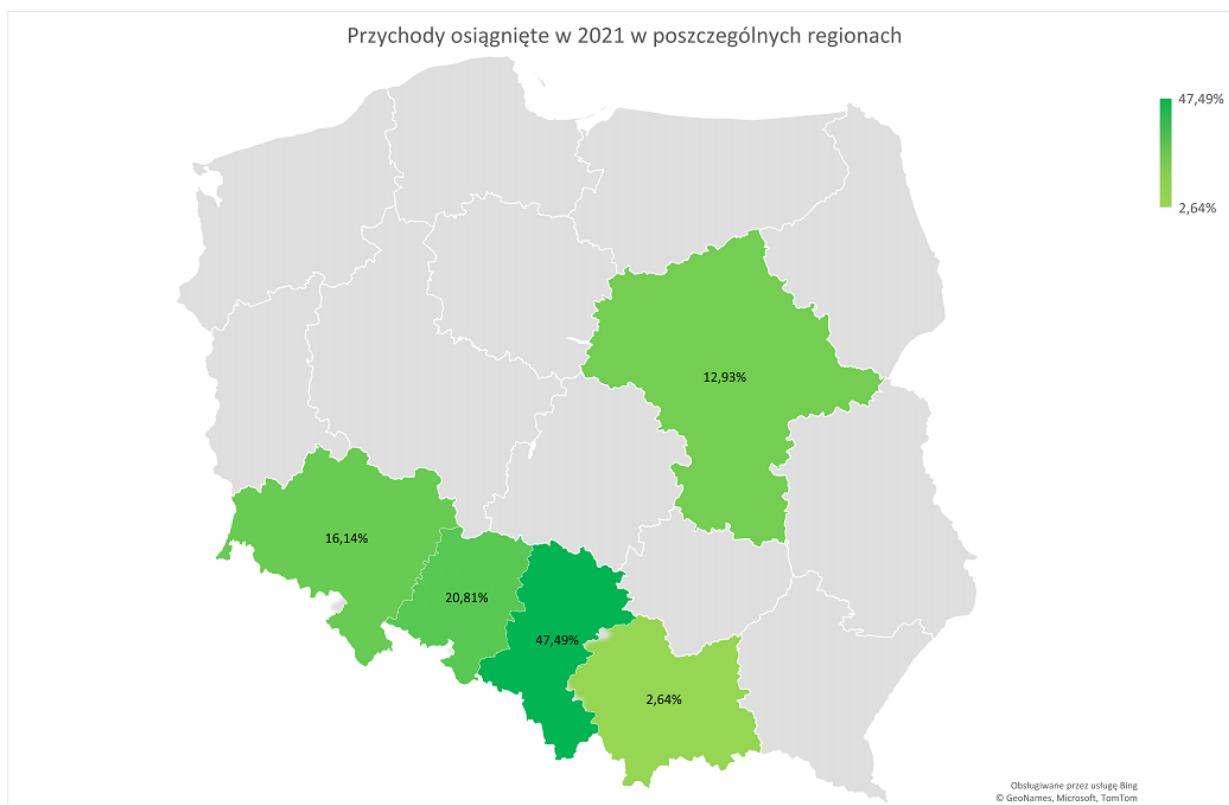 Przychody osiągnięte w 2021 w poszczególnych regionach
47,49%
2,64%
12,93%
16,14%
20,81%
47,49%
2,64%
Obsługiwane przez usługę Bing
© GeoNames, Microsoft, TomTom